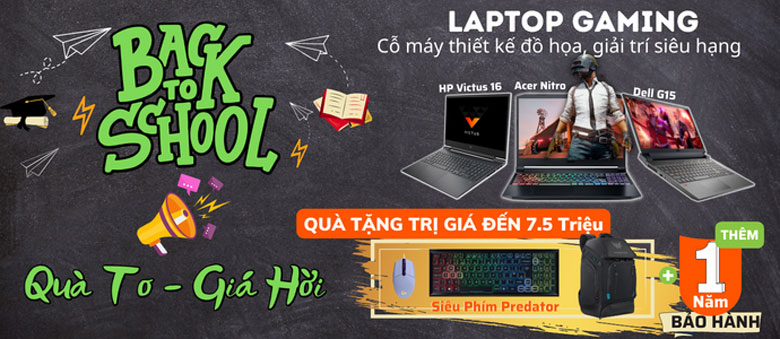 BACK
TO
SCHOOL
Quà Tơ - Giá Hời
LAPTOP GAMING
Cỗ máy thiết kế đồ họa, giải trí siêu hạng
HP Victus 16
Acer Nitro
Dell G15
VICTUS
QUÀ TẶNG TRỊ GIÁ ĐẾN 7.5 Triệu
Siêu Phím Predator
+
THÊM
1
Năm
BẢO HÀNH